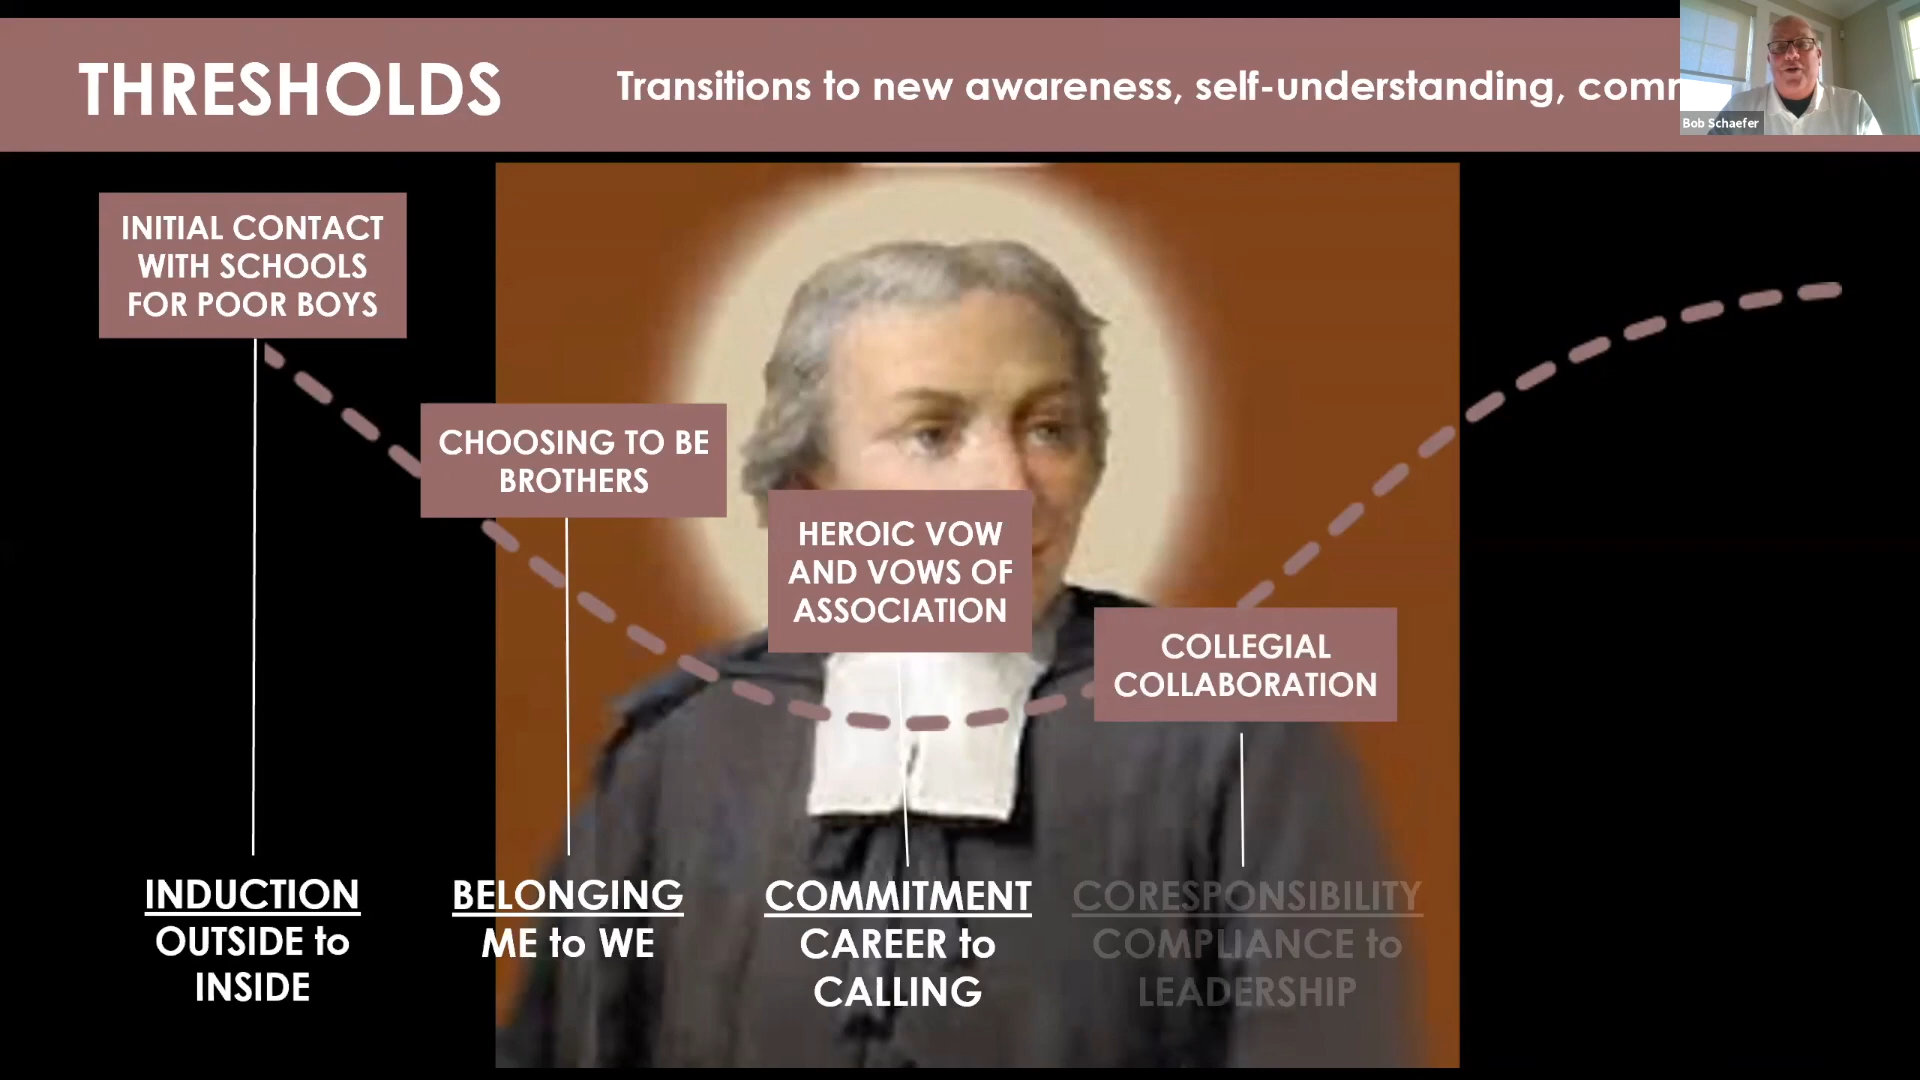 THRESHOLDS
Transitions to new awareness, self-understanding,
Bob Schaefer
INITIAL CONTACT
WITH SCHOOLS
FOR POOR BOYS
CHOOSING TO BE
BROTHERS
HEROIC VOW
AND VOWS OF
ASSOCIATION
COLLEGIAL
COLLABORATION
INDUCTION
OUTSIDE to
INSIDE
BELONGING
ME to WE
COMMITMENT
CAREER to
CALLING
CORESPONSIBILITY
COMPLIANCE to
LEADERSHIP